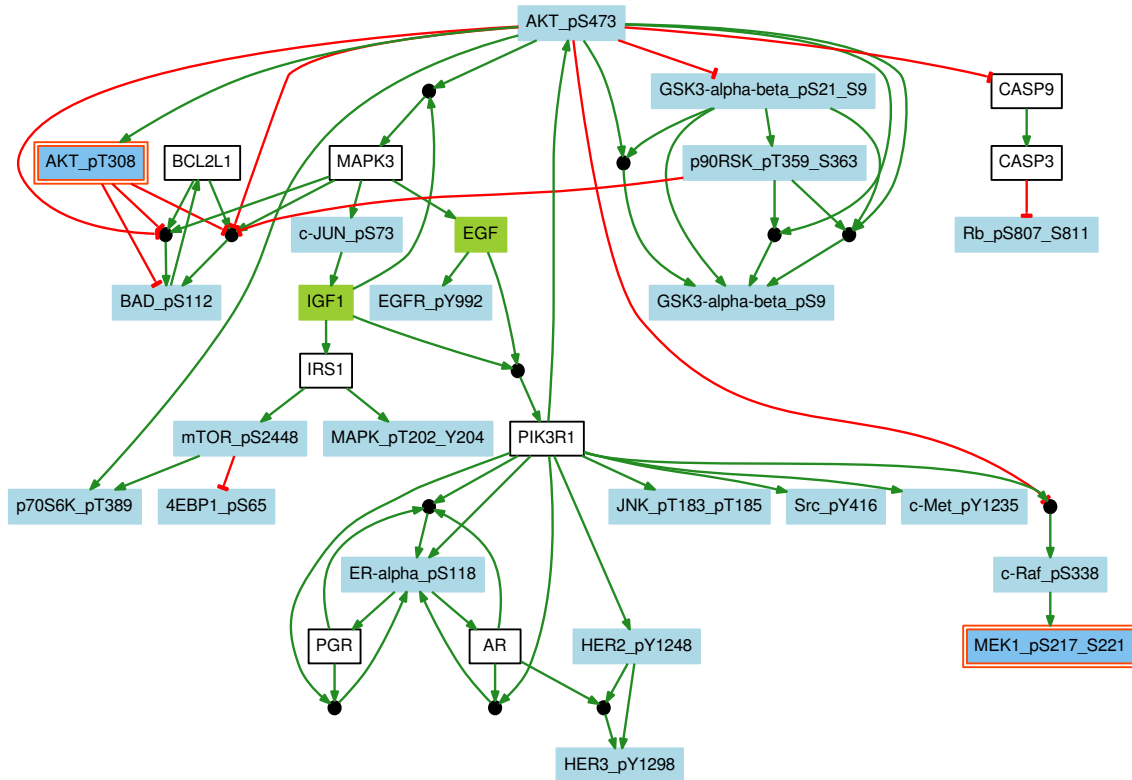 AKT_pS473
GSK3-alpha-beta_pS21_S9
CASP9
AKT_pT308
BCL2L1
MAPK3
p90RSK_pT359_S363
CASP3
c-JUN_pS73
EGF
Rb_pS807_S811
BAD_pS112
IGF1
EGFR_pY992
GSK3-alpha-beta_pS9
IRS1
mTOR_pS2448
MAPK_pT202_Y204
PIK3R1
p70S6K_pT389
4EBP1_pS65
JNK_pT183_pT185
Src_pY416
c-Met_pY1235
ER-alpha_pS118
c-Raf_pS338
PGR
AR
HER2_pY1248
MEK1_pS217_S221
HER3_pY1298